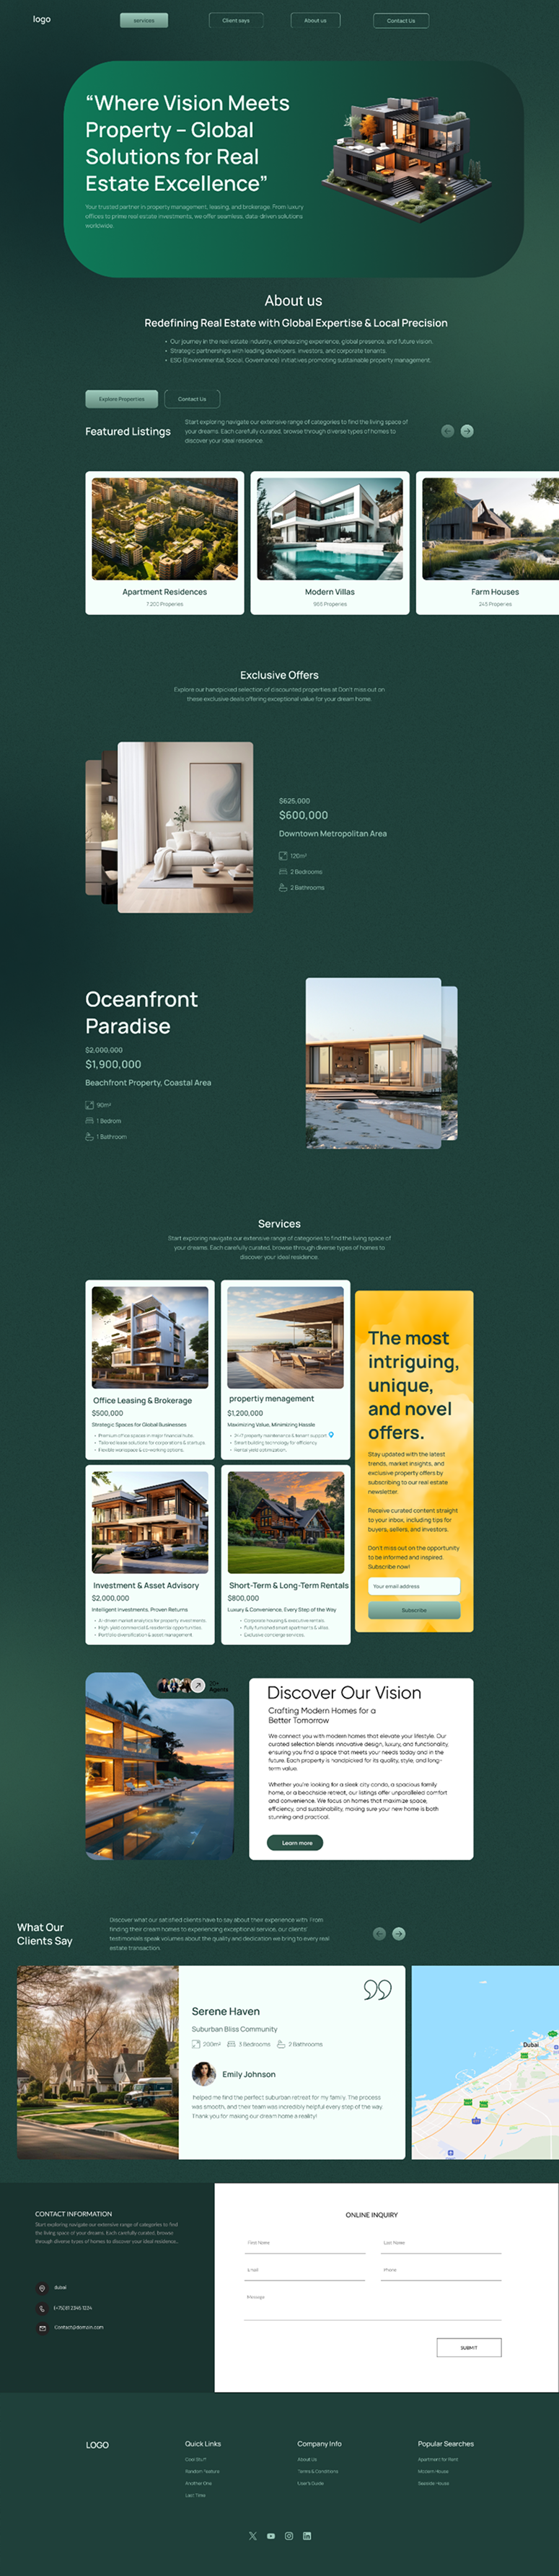 logo
services
Client says
About us
Contact Us
“Where Vision Meets
Property – Global
Solutions for Real
Estate Excellence”
Your trusted partner in property management, leasing, and brokerage. From luxury
offices to prime real estate investments, we offer seamless, data-driven solutions
worldwide.
About us
Redefining Real Estate with Global Expertise & Local Precision
• Our journey in the real estate industry, emphasizing experience, global presence, and future vision.
• Strategic partnerships with leading developers, investors, and corporate tenants.
• ESG (Environmental, Social, Governance) initiatives promoting sustainable property management.
Explore Properties
Contact Us
Featured Listings
Start exploring navigate our extensive range of categories to find the living space of
your dreams. Each carefully curated, browse through diverse types of homes to
discover your ideal residence.
Apartment Residences
7,200 Properies
Modern Villas
965 Properies
Farm Houses
245 Properies
Exclusive Offers
Explore our handpicked selection of discounted properties at Don't miss out on
these exclusive deals offering exceptional value for your dream home.
$625,000
$600,000
Downtown Metropolitan Area
120m²
2 Bedrooms
2 Bathrooms
Oceanfront
Paradise
$2,000,000
$1,900,000
Beachfront Property, Coastal Area
90m²
1 Bedrom
1 Bathroom
Services
Start exploring navigate our extensive range of categories to find the living space of
your dreams. Each carefully curated, browse through diverse types of homes to
discover your ideal residence.
Office Leasing & Brokerage
$500,000
Strategic Spaces for Global Businesses
• Premium office spaces in major financial hubs.
• Tailored lease solutions for corporations & startups.
• Flexible workspace & co-working options.
propertiy menagement
$1,200,000
Maximizing Value, Minimizing Hassle
• 24/7 property maintenance & tenant support
• Smart building technology for efficiency.
• Rental yield optimization.
Investment & Asset Advisory
$2,000,000
Intelligent Investments, Proven Returns
• AI-driven market analytics for property investments.
• High-yield commercial & residential opportunities.
• Portfolio diversification & asset management
Short-Term & Long-Term Rentals
$800,000
Luxury & Convenience, Every Step of the Way
• Corporate housing & executive rentals.
• Fully furnished smart apartments & villas.
• Exclusive concierge services.
The most
intriguing,
unique,
and novel
offers.
Stay updated with the latest
trends, market insights, and
exclusive property offers by
subscribing to our real estate
newsletter.
Receive curated content straight
to your inbox, including tips for
buyers, sellers, and investors.
Don't miss out on the opportunity
to be informed and inspired.
Subscribe now!
Your email address
Subscribe
Agents
Discover Our Vision
Crafting Modern Homes for a
Better Tomorrow
We connect you with modern homes that elevate your lifestyle. Our
curated selection blends innovative design, luxury, and functionality,
ensuring you find a space that meets your needs today and in the
future. Each property is handpicked for its quality, style, and long-
term value.
Whether you're looking for a sleek city condo, a spacious family
home, or a beachside retreat, our listings offer unparalleled comfort
and convenience. We focus on homes that maximize space,
efficiency, and sustainability, making sure your new home is both
stunning and practical.
Learn more
What Our
Clients Say
Discover what our satisfied clients have to say about their experience with. From
finding their dream homes to experiencing exceptional service, our clients'
testimonials speak volumes about the quality and dedication we bring to every real
estate transaction.
Serene Haven
Suburban Bliss Community
200m²
3 Bedrooms
2 Bathrooms
Emily Johnson
helped me find the perfect suburban retreat for my family. The process
was smooth, and their team was incredibly helpful every step of the way.
Thank you for making our dream home a reality!
Dubai
CONTACT INFORMATION
Start exploring navigate our extensive range of categories to find
the living space of your dreams. Each carefully curated, browse
through diverse types of homes to discover your ideal residence..
dubai
Contact@domain.com
ONLINE INQUIRY
First Name
Last Name
E-mail
Phone
Message
SUBMIT
LOGO
Quick Links
Cool Stuff
Random Feature
Another One
Last Time
Company Info
About Us
Terms & Conditions
User's Guide
Popular Searches
Apartment for Rent
Modern House
Seaside House